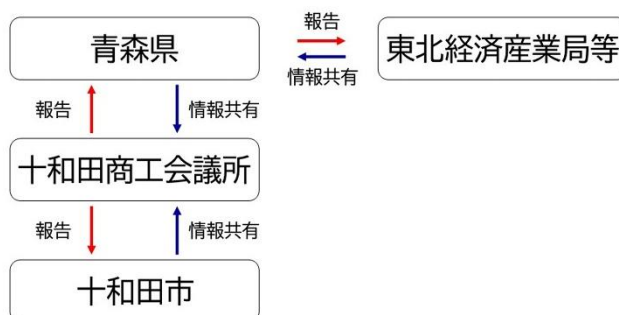 報告
青森県
東北経済産業局等
情報共有
報告
情報共有
十和田商工会議所
報告
情報共有
十和田市